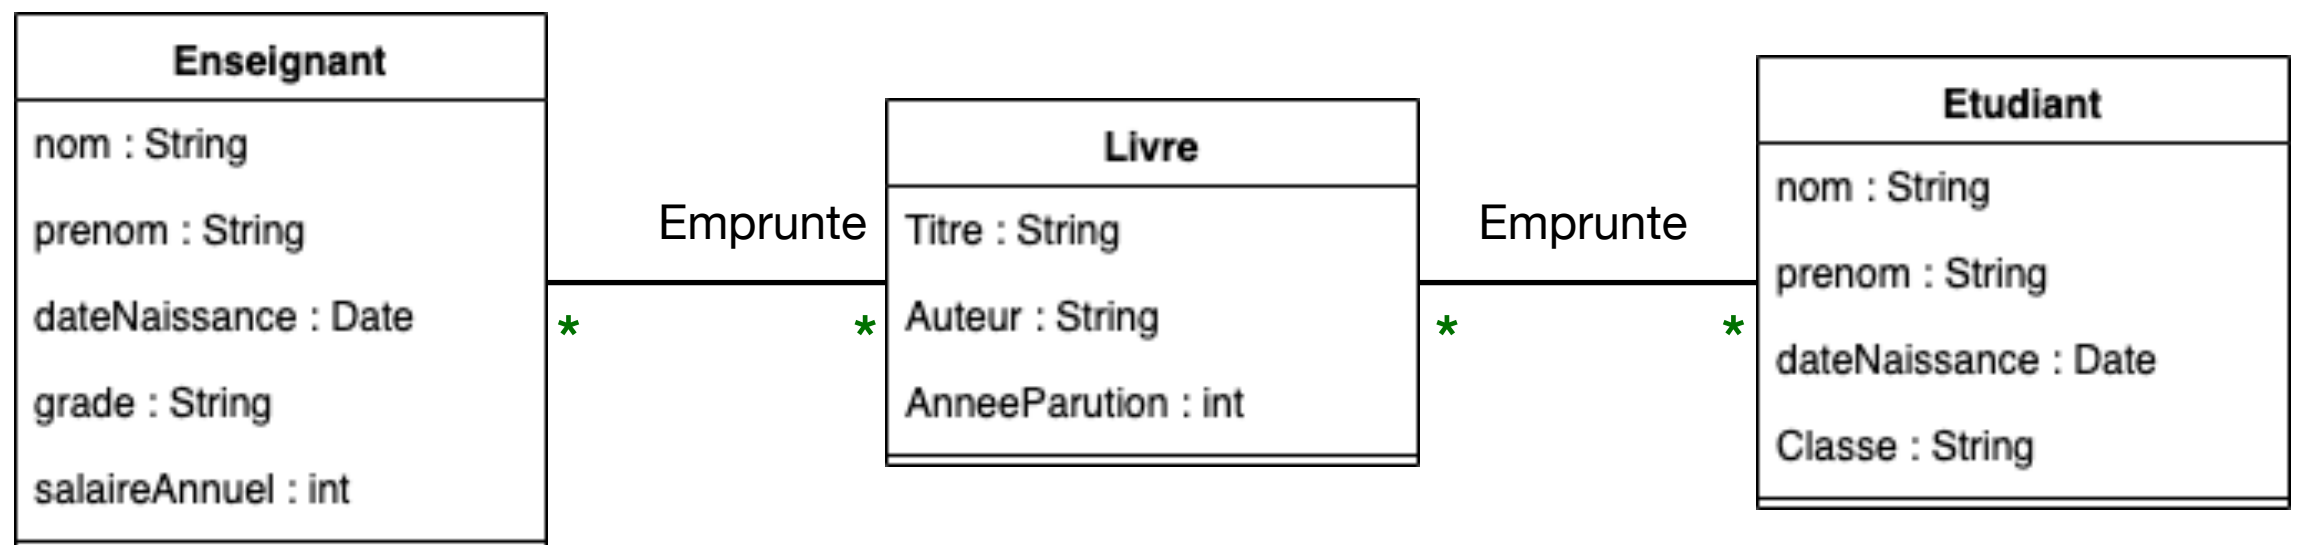 Enseignant
nom : String
prenom : String
dateNaissance : Date
grade : String
salaireAnnuel : int
Emprunte
*
*
Livre
Titre : String
Auteur : String
AnneeParution : int
Emprunte
*
*
Etudiant
nom : String
prenom : String
dateNaissance : Date
Classe : String